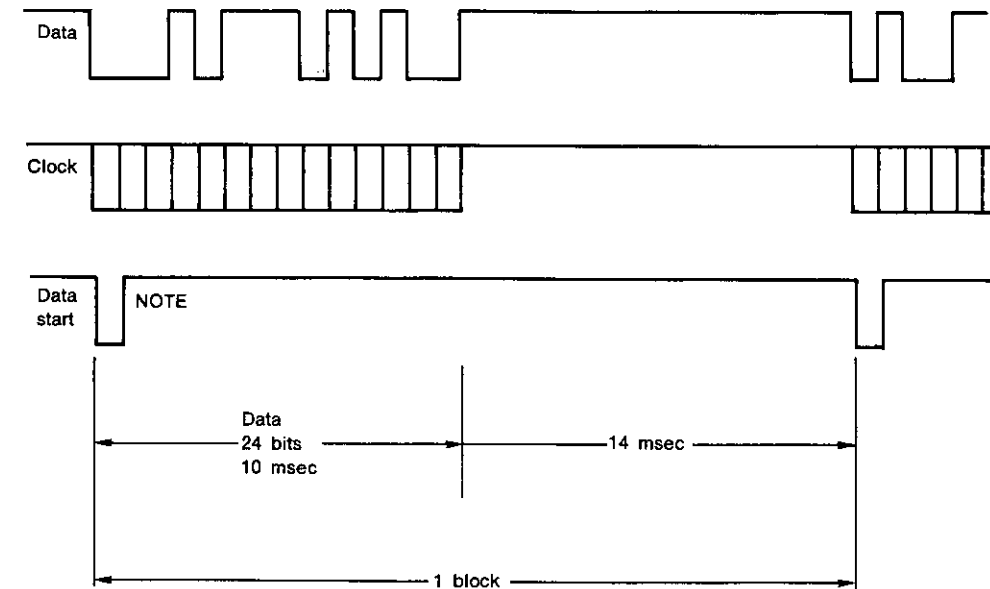 Data
Clock
Data
start
NOTE
Data
24 bits
10 msec
14 msec
1 block